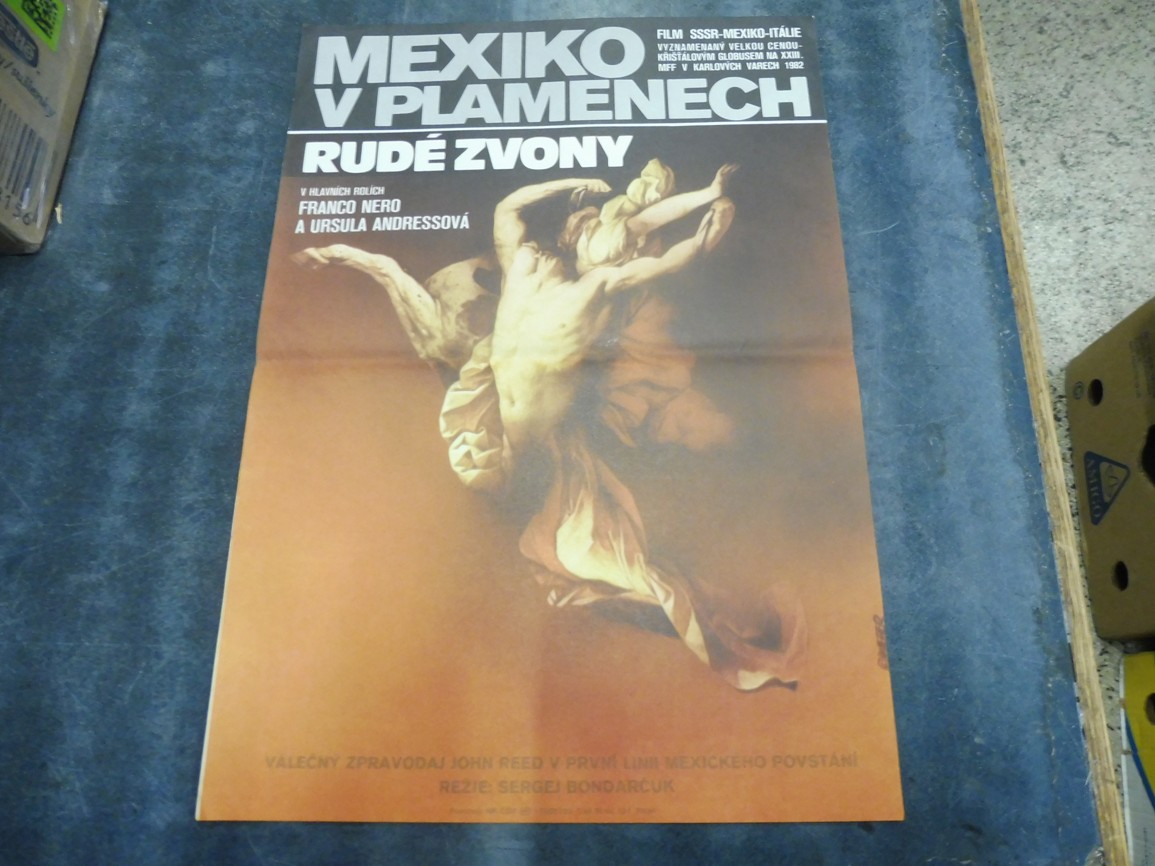 MEXIKO
V PLAMENECH
FILM SSSR-MEXIKO-ITÁLIE
VYZNAMENANÝ VELKOU CENOU-
KŘIŠŤÁLOVÝM GLOBUSEM NA XXIII.
MFF V KARLOVÝCH VARECH 1982
RUDÉ ZVONY
V HLAVNÍCH ROLÍCH
FRANCO NERO
A URSULA ANDRESSOVÁ
VÁLEČNÝ ZPRAVODAJ JOHN REED V PRVNÍ LINII MEXICKÉHO POVSTÁNÍ
REŽIE: SERGEJ BONDARČUK
AMIGO